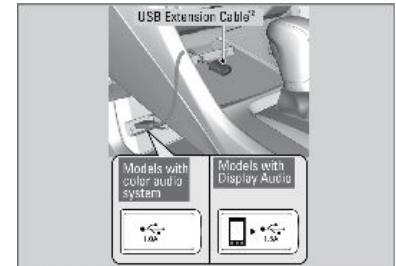 USB Extension Cable*2
Models with
color audio
system
Models with
Display Audio
1.0A
1.5A